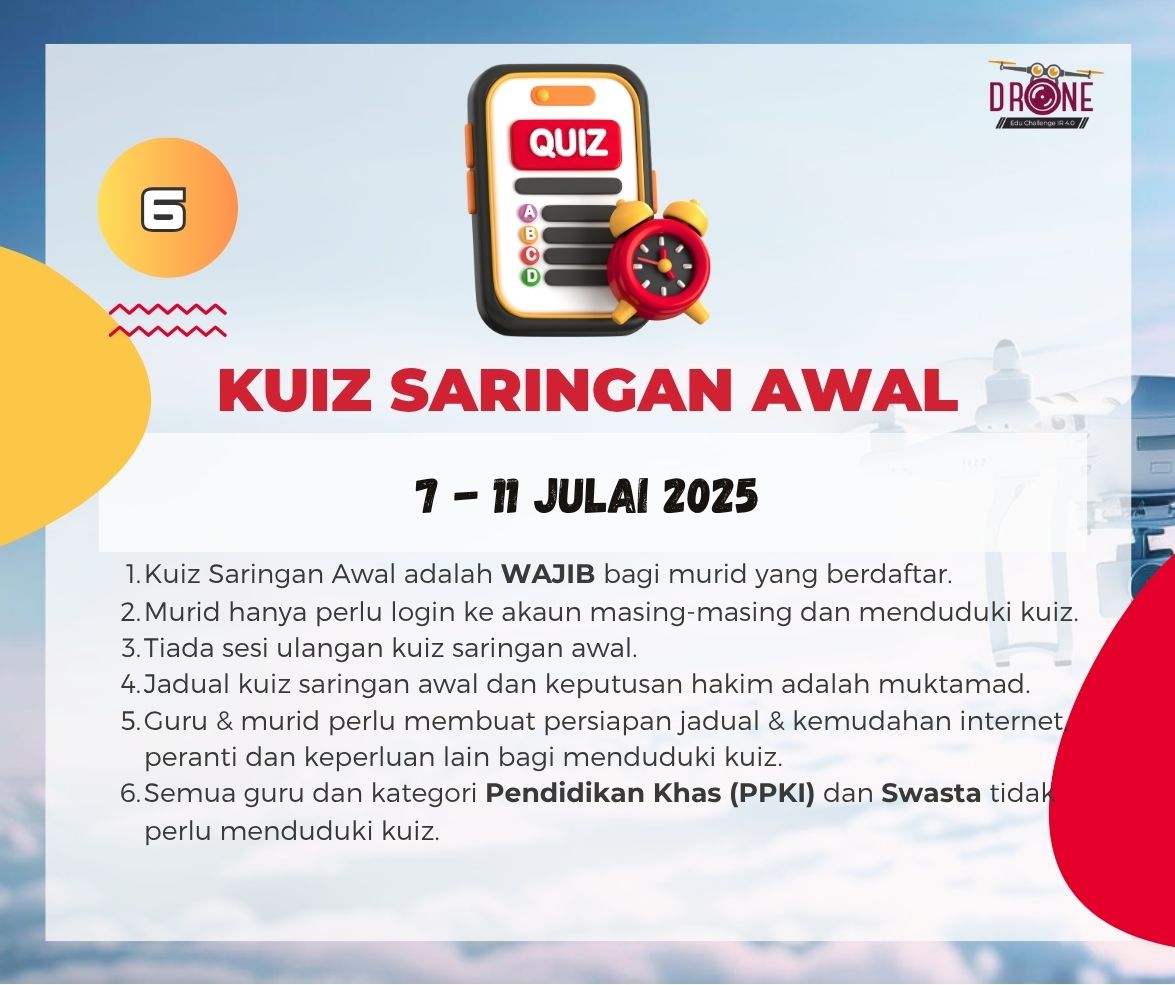 DRONE
Edu Challenge IR 4.0
QUIZ
A
B
C
D
6
KUIZ SARINGAN AWAL
7 – 11 JULAI 2025
1. Kuiz Saringan Awal adalah WAJIB bagi murid yang berdaftar.
2. Murid hanya perlu login ke akaun masing-masing dan menduduki kuiz.
3. Tiada sesi ulangan kuiz saringan awal.
4. Jadual kuiz saringan awal dan keputusan hakim adalah muktamad.
5. Guru & murid perlu membuat persiapan jadual & kemudahan internet,
peranti dan keperluan lain bagi menduduki kuiz.
6. Semua guru dan kategori Pendidikan Khas (PPKI) dan Swasta tidak
perlu menduduki kuiz.